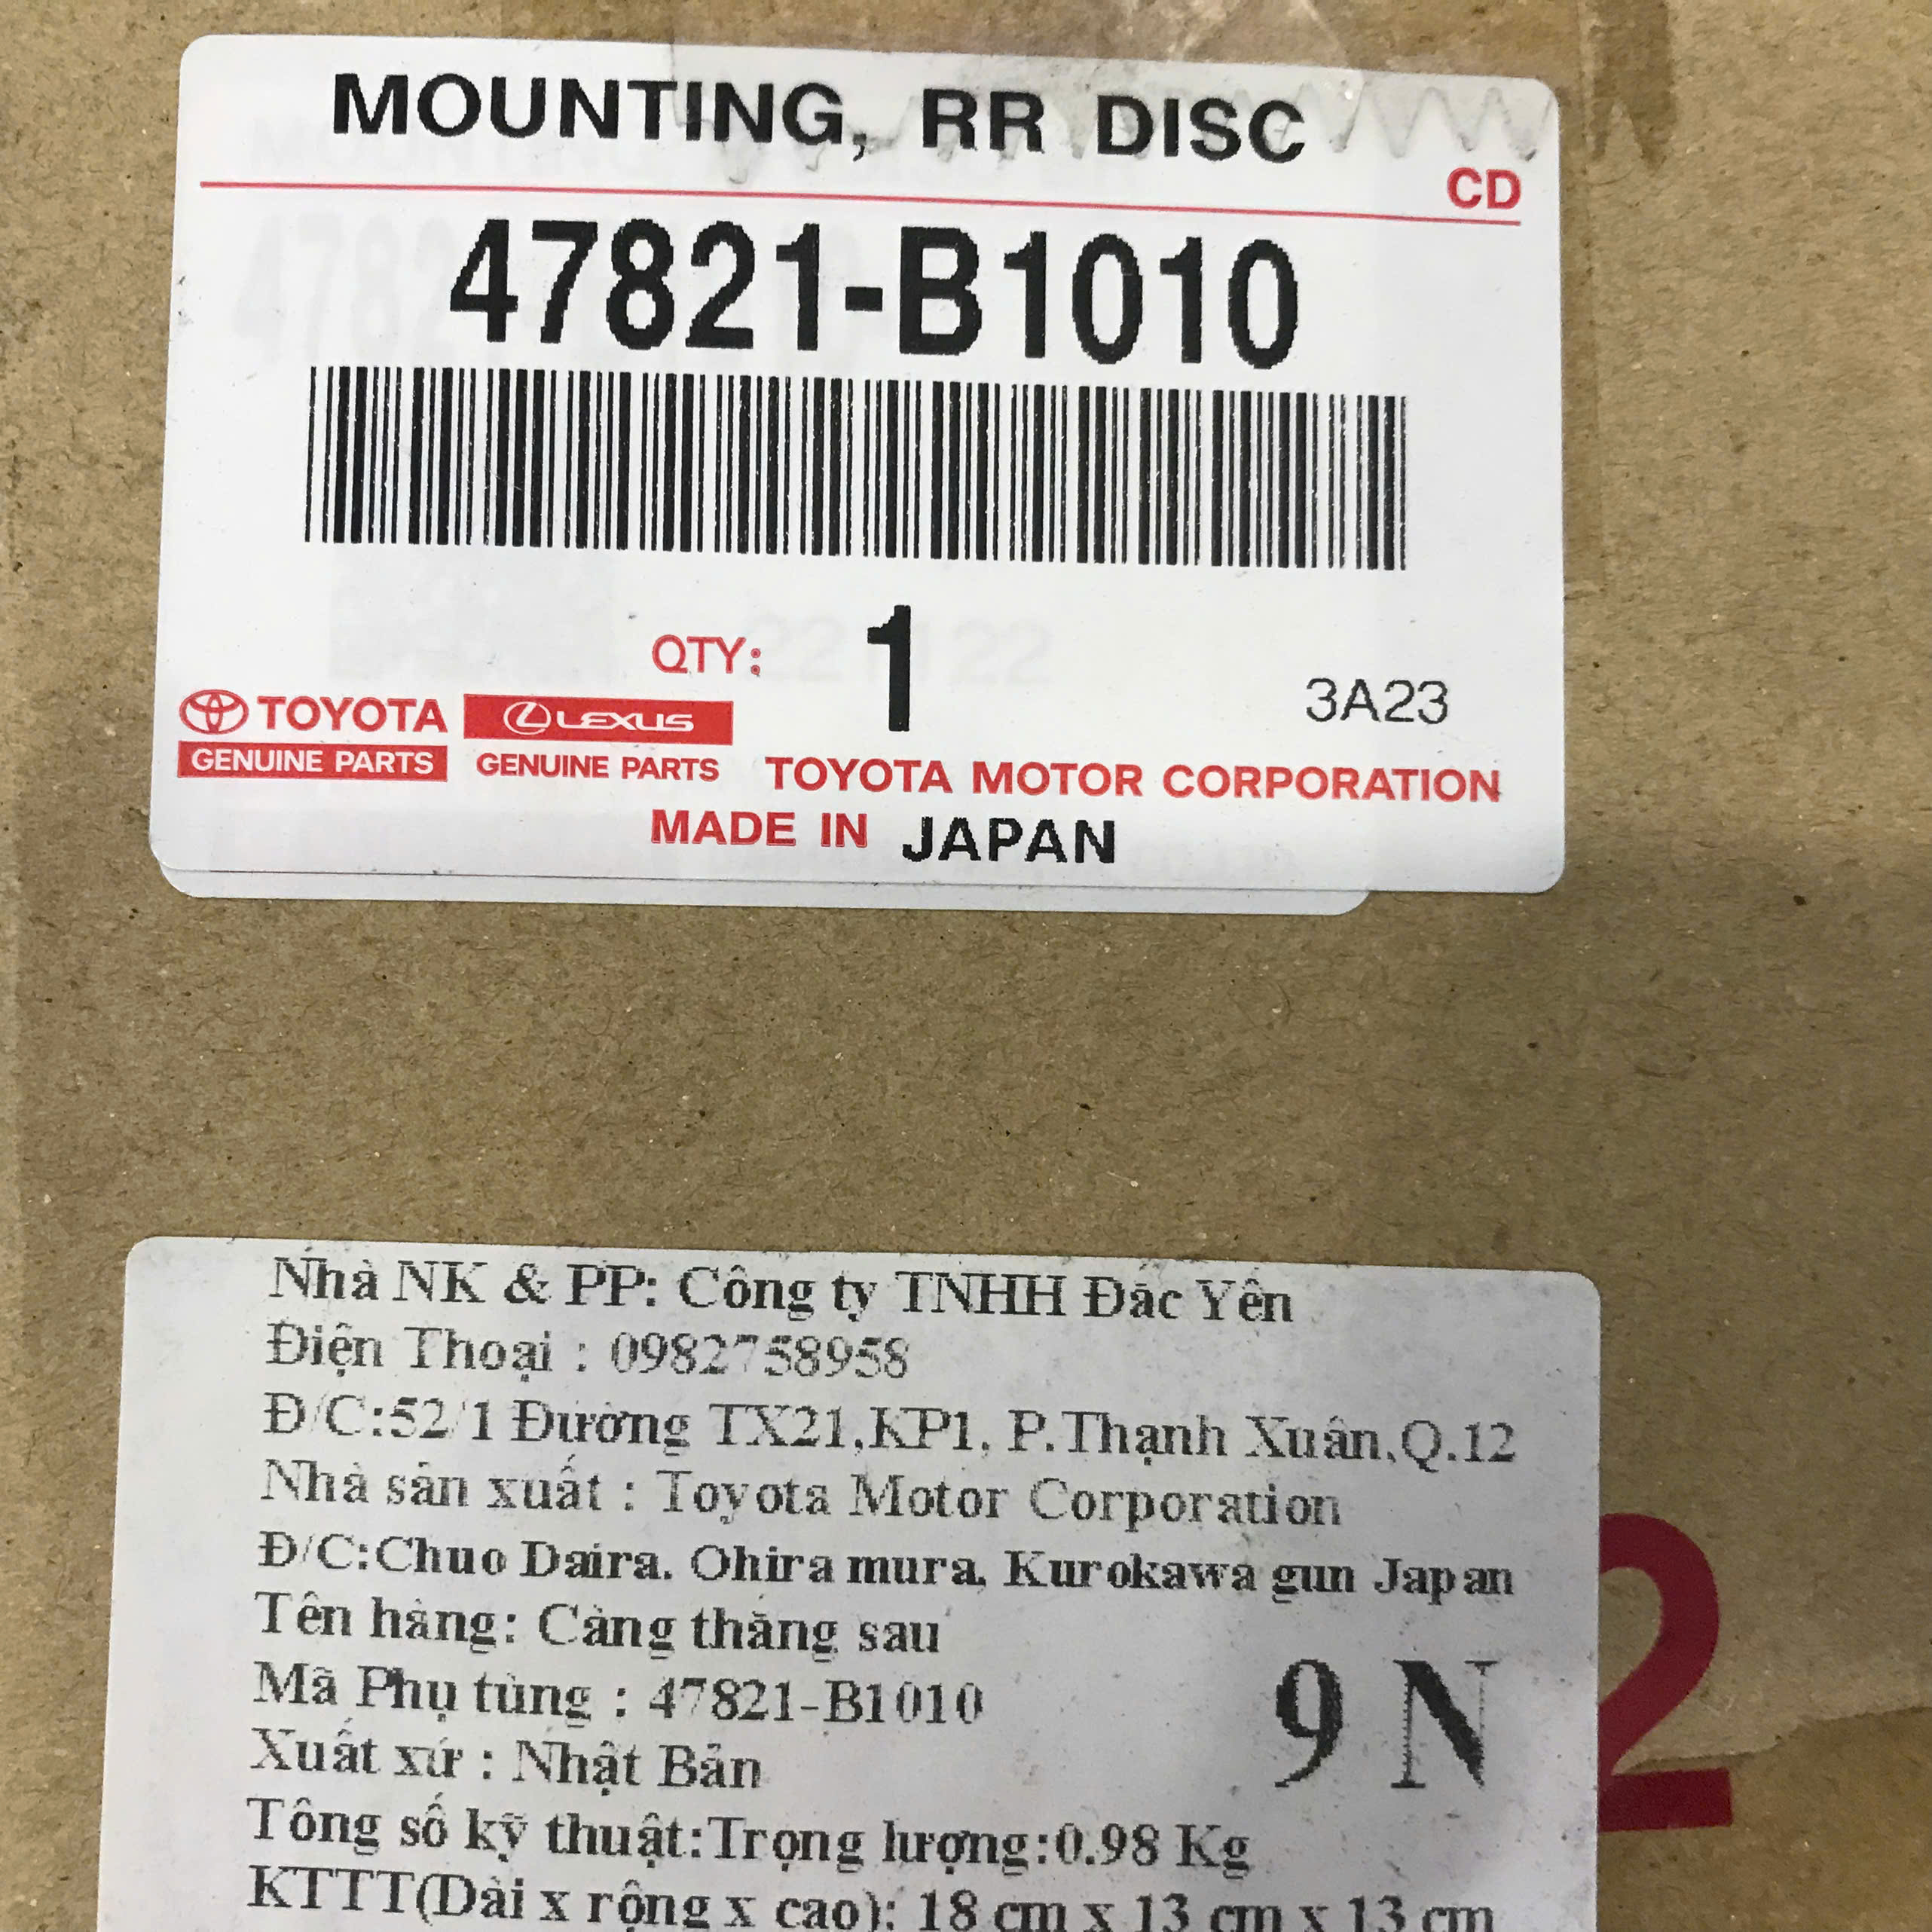 MOUNTING, RR DISC
CD
47821-B1010
QTY: 1
3A23
TOYOTA
LEXUS
GENUINE PARTS
GENUINE PARTS
TOYOTA MOTOR CORPORATION
MADE IN JAPAN
Nhà NK & PP: Công ty TNHH Đăc Yên
Điện Thoại : 0982758958
Đ/C:52/1 Đường TX21,KP1, P.Thạnh Xuân,Q.12
Nhà sản xuất : Toyota Motor Corporation
Đ/C:Chuo Daira. Ohira mura, Kurokawa gun Japan
Tên hàng: Càng thăng sau
Mã Phụ tùng : 47821-B1010
9 N
Xuất xứ : Nhật Bản
Tông số kỹ thuật:Trọng lượng:0.98 Kg
KTTT(Dài x rộng x cao): 18 cm x 13 cm x 13 cm
2